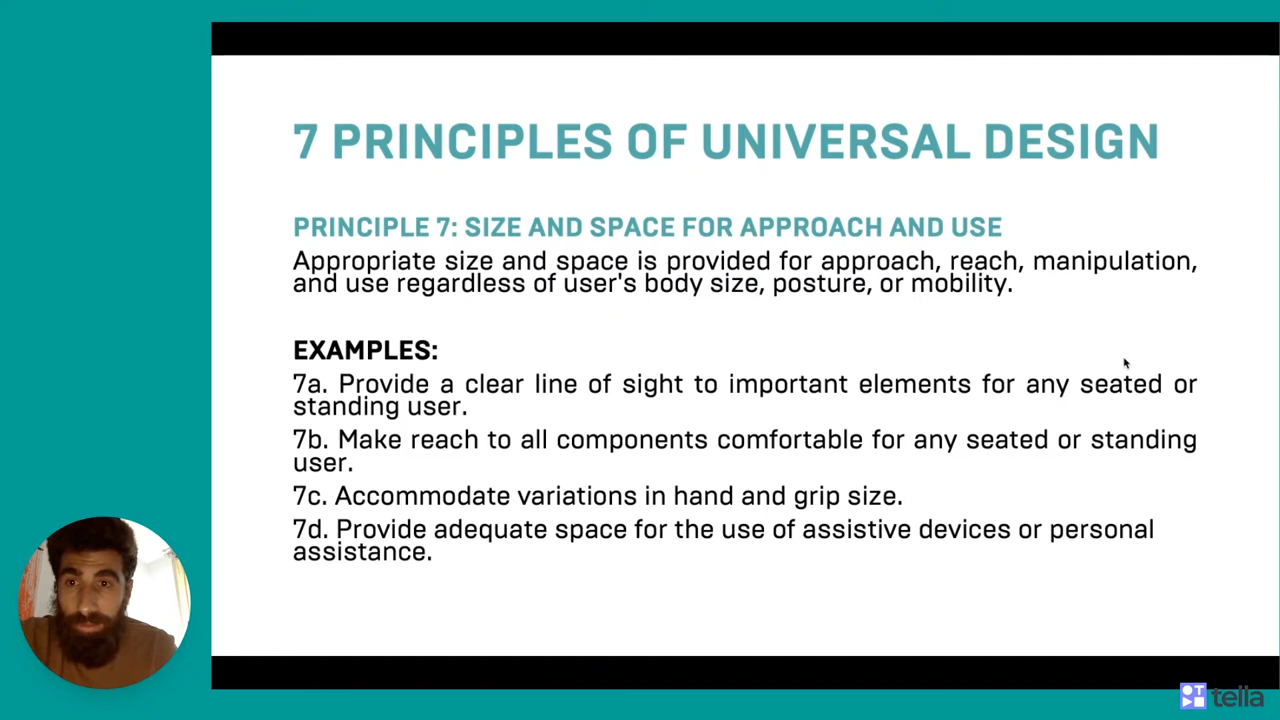 7 PRINCIPLES OF UNIVERSAL DESIGN
PRINCIPLE 7: SIZE AND SPACE FOR APPROACH AND USE
Appropriate size and space is provided for approach, reach, manipulation,
and use regardless of user's body size, posture, or mobility.
EXAMPLES:
7a. Provide a clear line of sight to important elements for any seated or
standing user.
7b. Make reach to all components comfortable for any seated or standing
user.
7c. Accommodate variations in hand and grip size.
7d. Provide adequate space for the use of assistive devices or personal
assistance.
tella